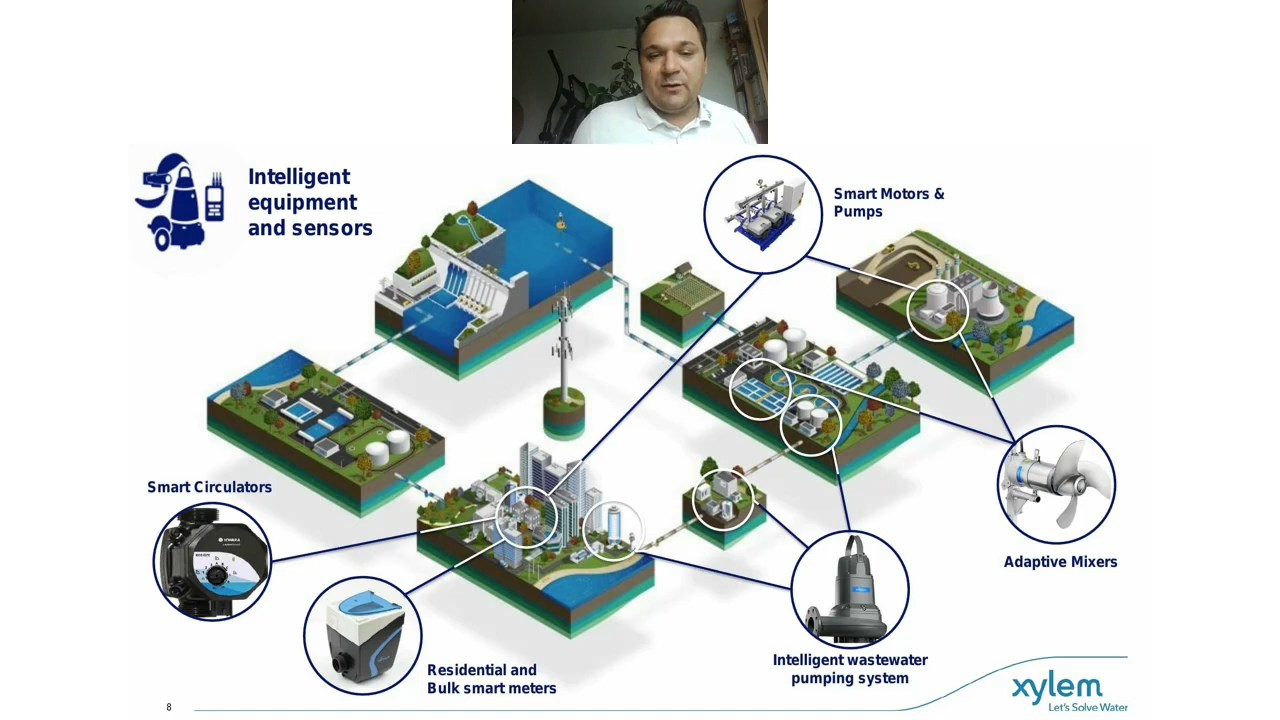 Intelligent
equipment
and sensors
Smart Motors &
Pumps
Smart Circulators
Adaptive Mixers
Residential and
Bulk smart meters
Intelligent wastewater
pumping system
8
xylem
Let's Solve Water